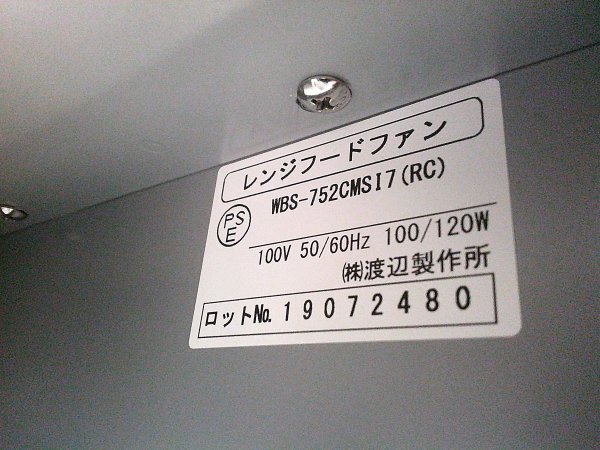 レンジフードファン
WBS-752CMSI7(RC)
PS
E
100V 50/60Hz 100/120W
㈱渡辺製作所
ロット№. 19072480